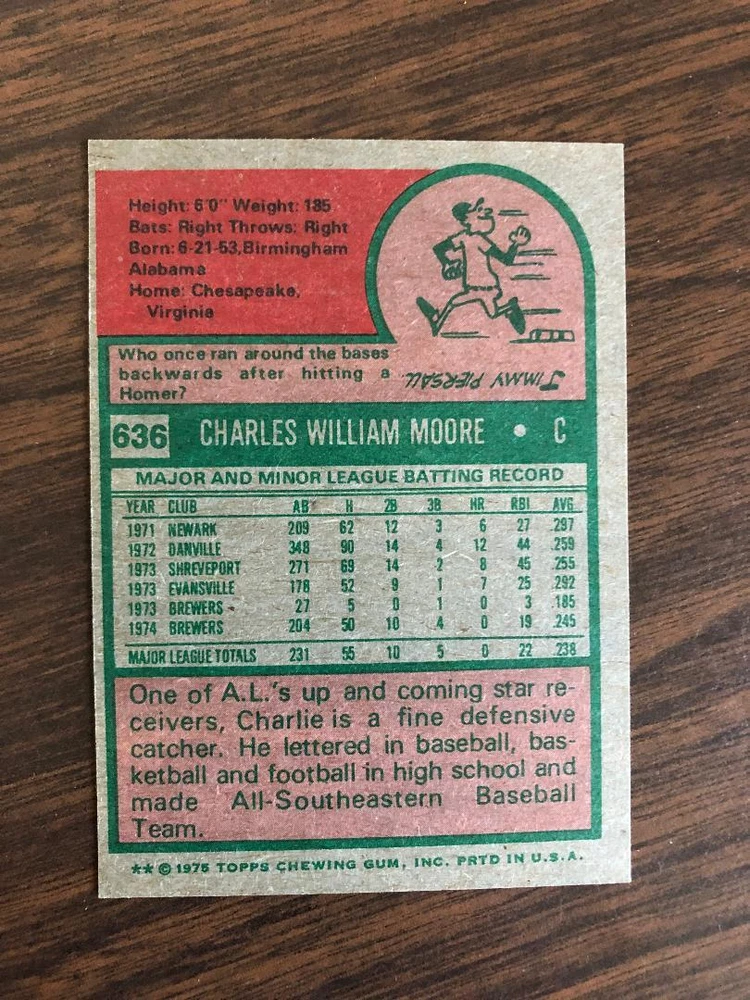 Height: 6'0" Weight: 185
Bats: Right Throws: Right
Born: 6-21-53, Birmingham
Alabama
Home: Chesapeake,
Virginia
Who once ran around the bases
backwards after hitting a
Homer?
JIMMY PIERSALL
636 CHARLES WILLIAM MOORE • C
MAJOR AND MINOR LEAGUE BATTING RECORD
YEAR CLUB AB H 2B 3B HR RBI AVG.
1971 NEWARK 209 62 12 3 6 27 .297
1972 DANVILLE 348 90 14 4 12 44 .259
1973 SHREVEPORT 271 69 14 2 8 45 .255
1973 EVANSVILLE 178 52 9 1 7 25 .292
1973 BREWERS 27 5 0 1 0 3 .185
1974 BREWERS 204 50 10 4 0 19 .245
MAJOR LEAGUE TOTALS 231 55 10 5 0 22 .238
One of A.L.'s up and coming star re-
ceivers, Charlie is a fine defensive
catcher. He lettered in baseball, bas-
ketball and football in high school and
made All-Southeastern Baseball
Team.
** © 1975 TOPPS CHEWING GUM, INC. PRTD IN U.S.A.